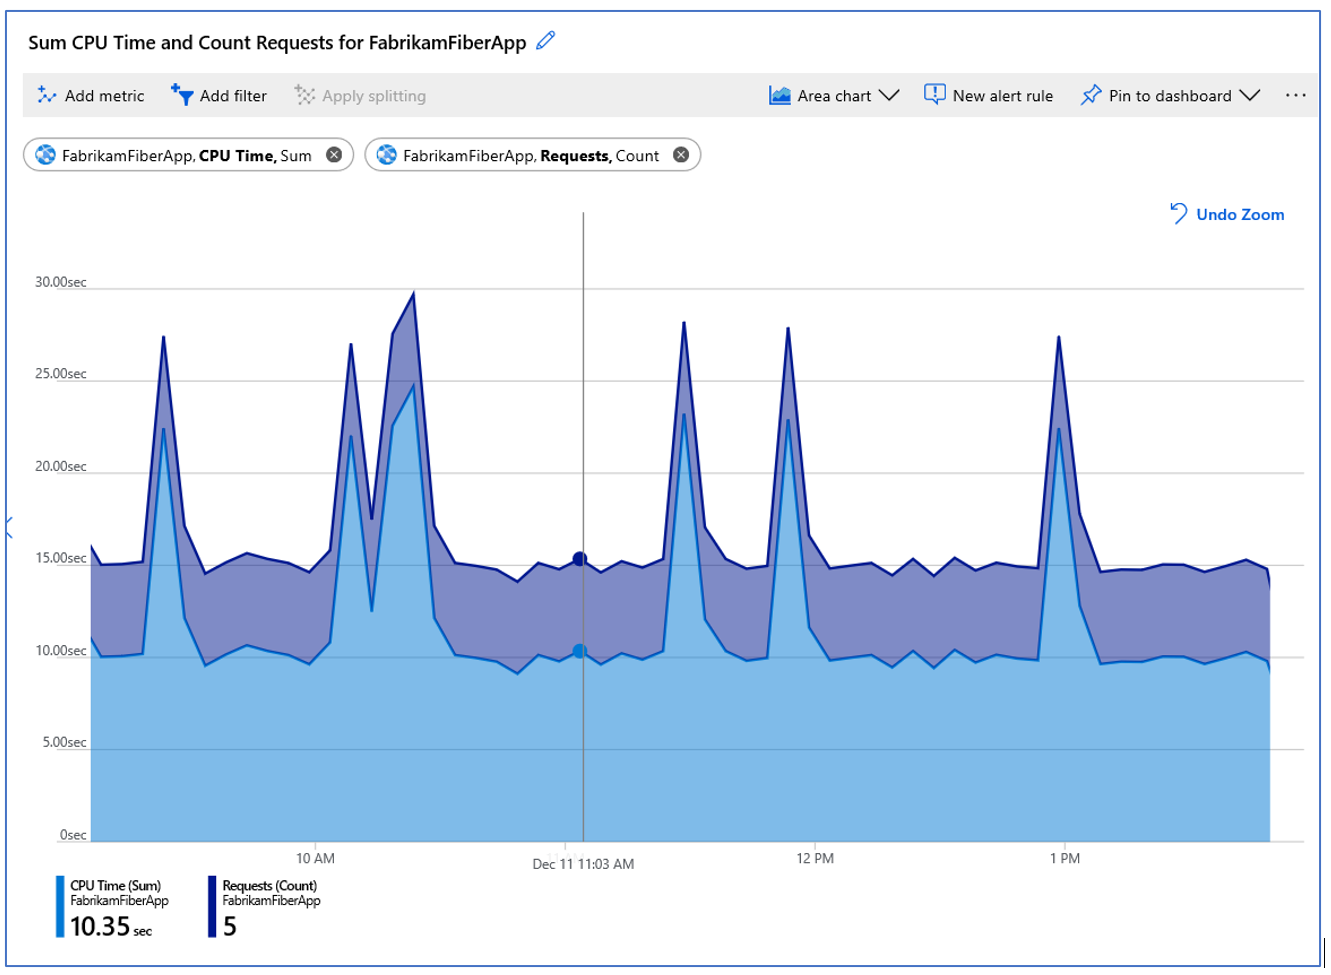 Sum CPU Time and Count Requests for FabrikamFiberApp
Add metric Add filter Apply splitting Area chart New alert rule Pin to dashboard ...
FabrikamFiberApp, CPU Time, Sum FabrikamFiberApp, Requests, Count
Undo Zoom
30.00sec
25.00sec
20.00sec
15.00sec
10.00sec
5.00sec
0sec
10 AM Dec 11 11:03 AM 12 PM 1 PM
CPU Time (Sum) Requests (Count)
FabrikamFiberApp FabrikamFiberApp
10.35 sec 5